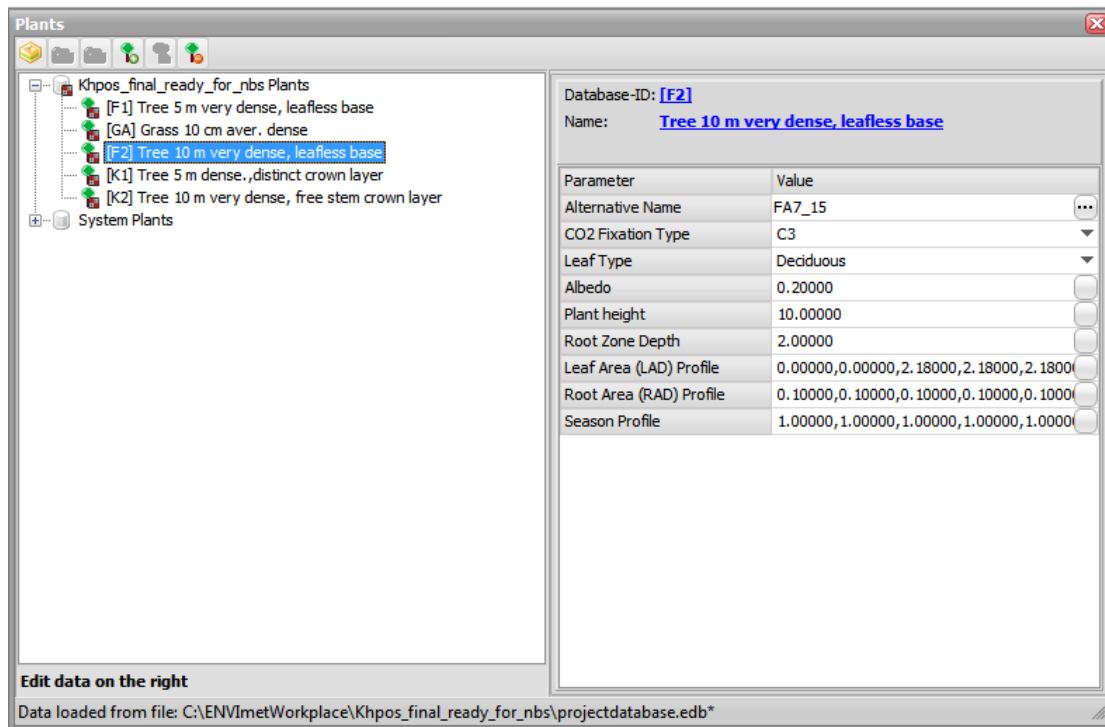 Plants
Khpos_final_ready_for_nbs Plants
[F1] Tree 5 m very dense, leafless base
[GA] Grass 10 cm aver. dense
[F2] Tree 10 m very dense, leafless base
[K1] Tree 5 m dense.,distinct crown layer
[K2] Tree 10 m very dense, free stem crown layer
System Plants
Edit data on the right
Database-ID: [F2]
Name: Tree 10 m very dense, leafless base
Parameter Value
Alternative Name FA7_15
CO2 Fixation Type C3
Leaf Type Deciduous
Albedo 0.20000
Plant height 10.00000
Root Zone Depth 2.00000
Leaf Area (LAD) Profile 0.00000,0.00000,2.18000,2.18000,2.1800
Root Area (RAD) Profile 0.10000,0.10000,0.10000,0.10000,0.1000
Season Profile 1.00000,1.00000,1.00000,1.00000,1.0000
Data loaded from file: C:\ENVImetWorkplace\Khpos_final_ready_for_nbs\projectdatabase.edb*